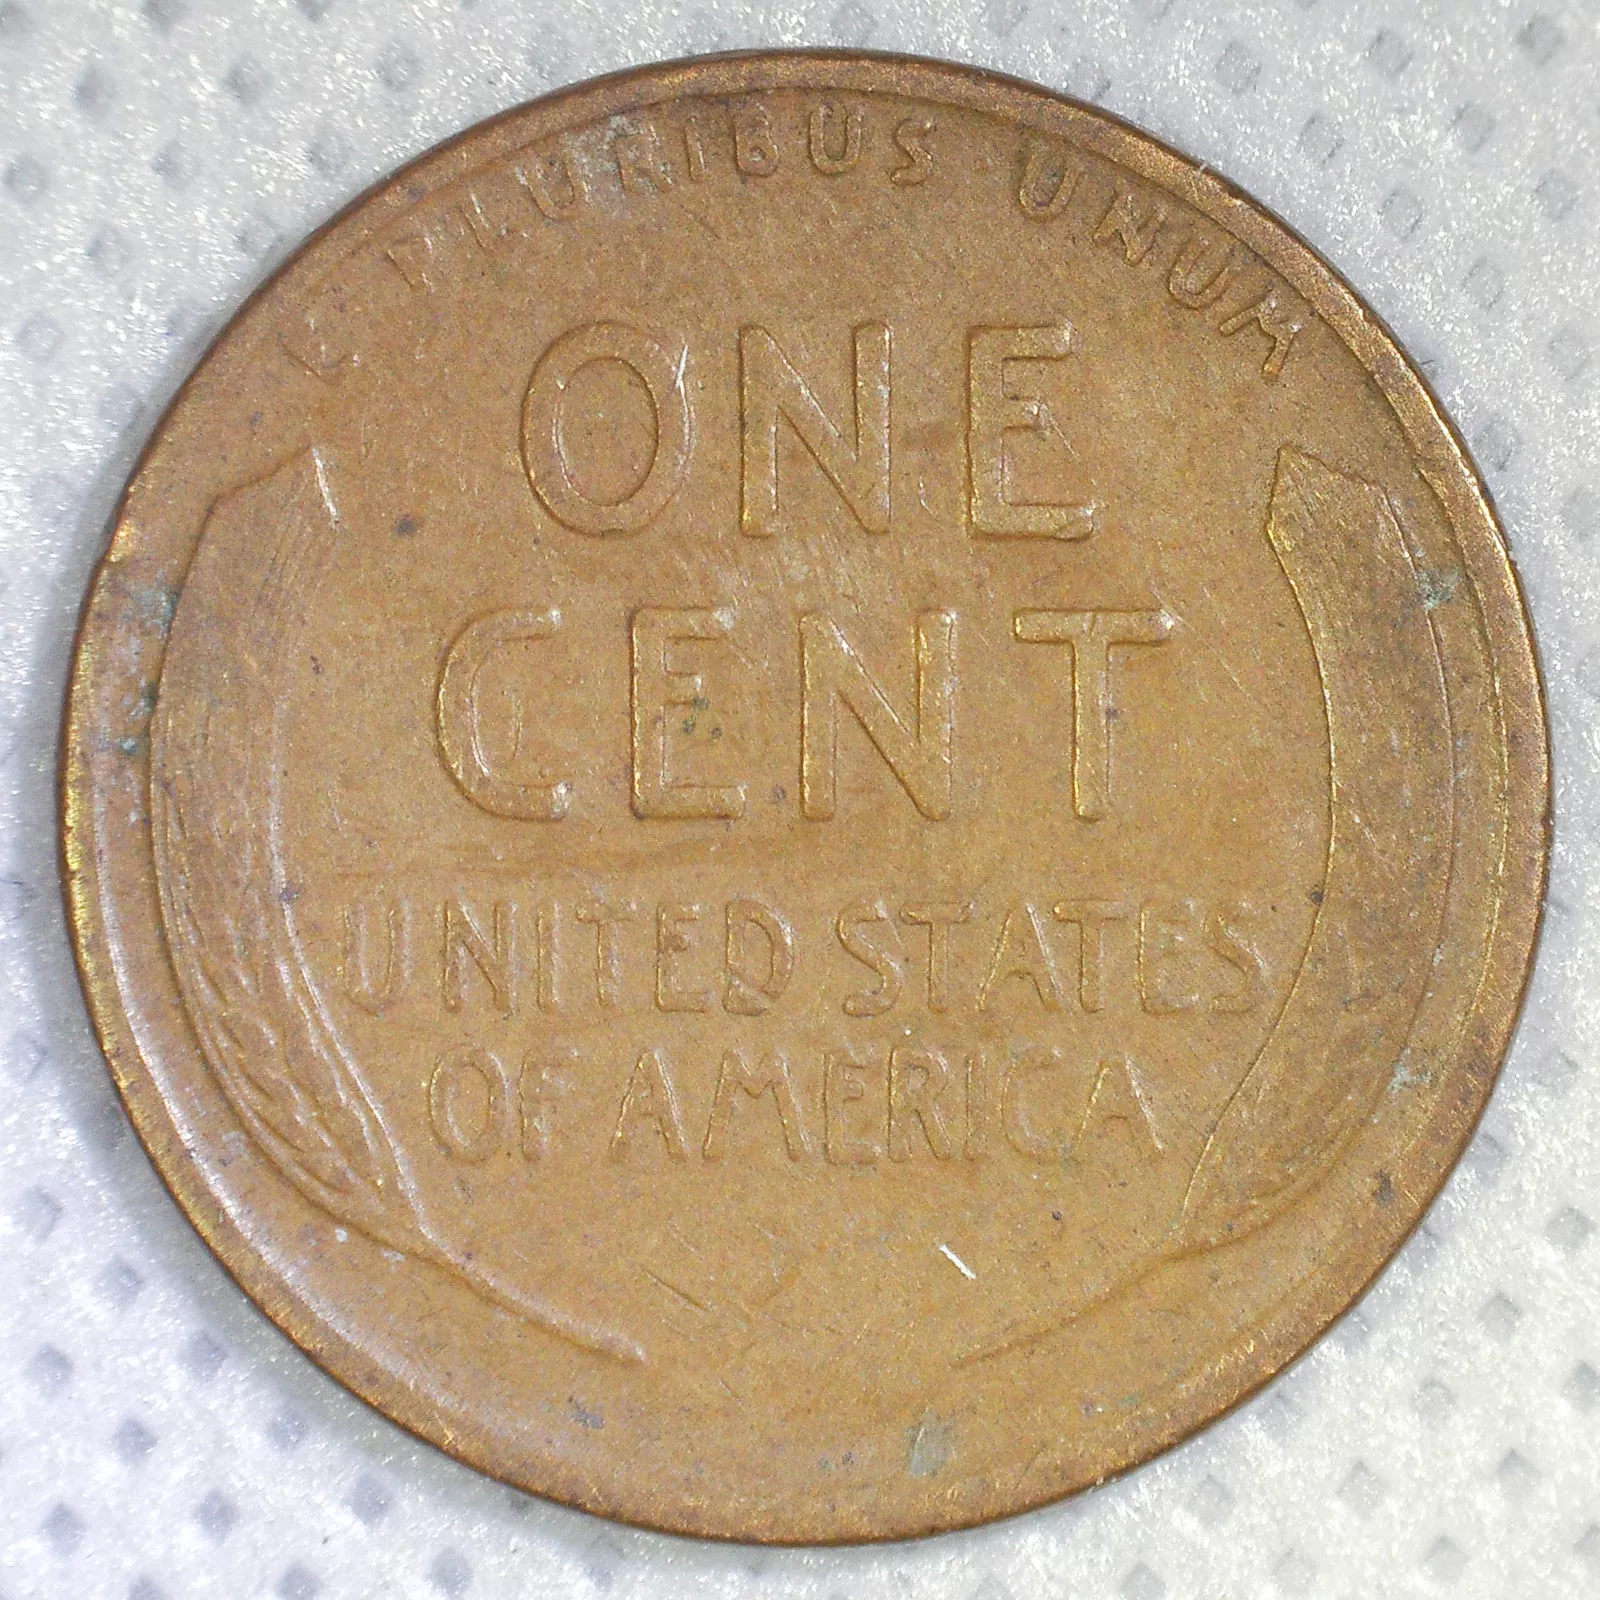 E PLURIBUS · UNUM
ONE
CENT
UNITED STATES
OF AMERICA